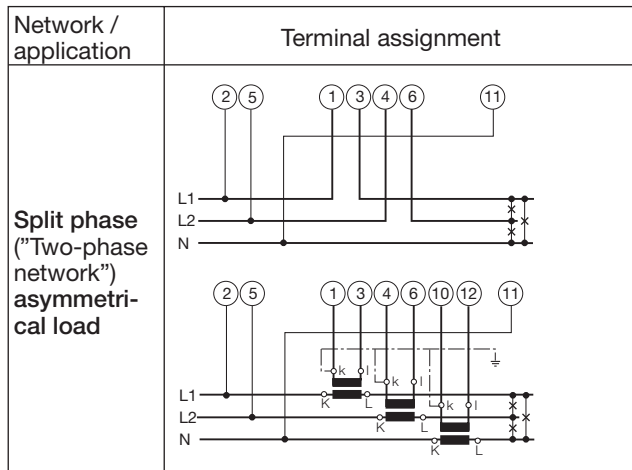 Network /
application
Terminal assignment
Split phase
("Two-phase
network")
asymmetri-
cal load
2 5 1 3 4 6 11
L1
L2
N
2 5 1 3 4 6 10 12 11
k l
k l
k l
L1
K L
L2
K L
N
K L